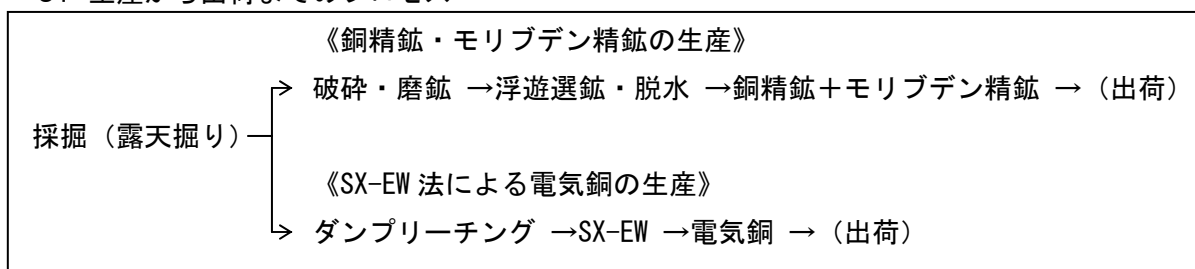 《銅精鉱・モリブデン精鉱の生産》
破砕・磨鉱 →浮遊選鉱・脱水 →銅精鉱＋モリブデン精鉱 →（出荷）
採掘（露天掘り）
《SX-EW 法による電気銅の生産》
ダンプリーチング →SX-EW →電気銅 →（出荷）